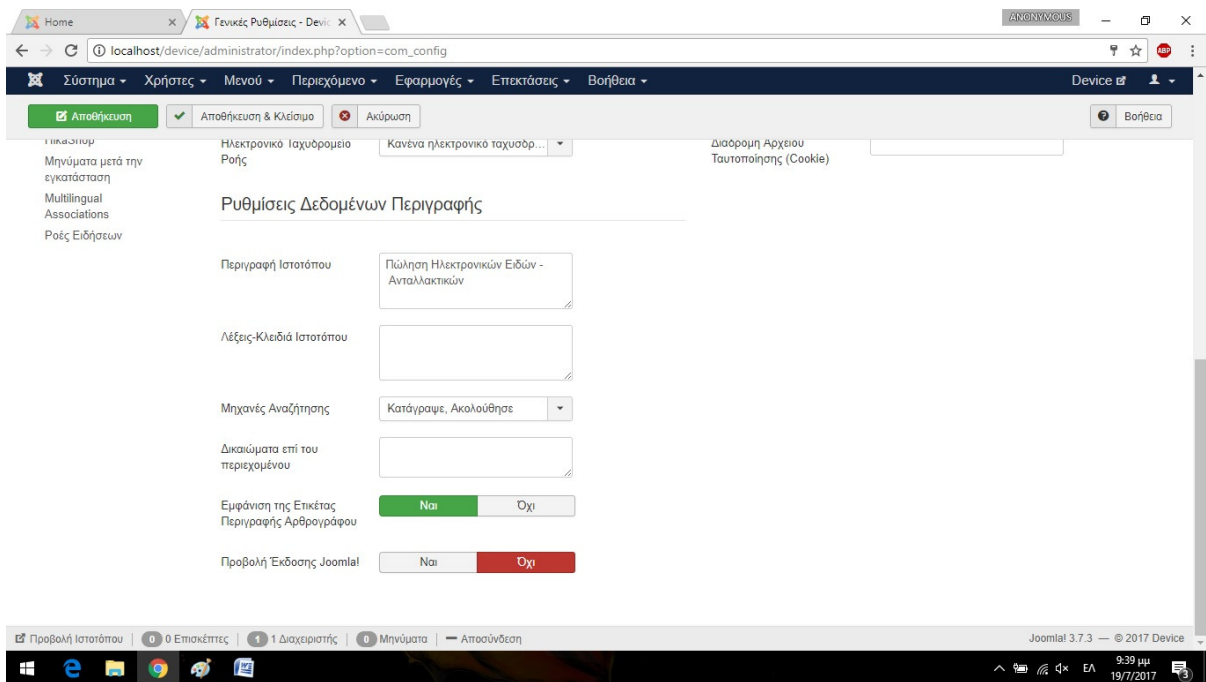 Home
Γενικές Ρυθμίσεις - Devic
ANONYMOUS
localhost/device/administrator/index.php?option=com_config
ABP
Σύστημα Χρήστες Μενού Περιεχόμενο Εφαρμογές Επεκτάσεις Βοήθεια Device
Αποθήκευση Αποθήκευση & Κλείσιμο Ακύρωση Βοήθεια
HikaShop
Μηνύματα μετά την
εγκατάσταση
Multilingual
Associations
Ροές Ειδήσεων
Ηλεκτρονικό Ταχυδρομείο
Ροής
Κανένα ηλεκτρονικό ταχυδρ...
Διαδρομή Αρχείου
Ταυτοποίησης (Cookie)
Ρυθμίσεις Δεδομένων Περιγραφής
Περιγραφή Ιστοτόπου
Πώληση Ηλεκτρονικών Ειδών -
Ανταλλακτικών
Λέξεις-Κλειδιά Ιστοτόπου
Μηχανές Αναζήτησης
Κατάγραψε, Ακολούθησε
Δικαιώματα επί του
περιεχομένου
Εμφάνιση της Ετικέτας
Περιγραφής Αρθρογράφου
Ναι Όχι
Προβολή Έκδοσης Joomla!
Ναι Όχι
Προβολή Ιστοτόπου 0 0 Επισκέπτες 1 1 Διαχειριστής 0 Μηνύματα Αποσύνδεση
Joomla! 3.7.3 — © 2017 Device
ΕΛ
9:39 μμ
19/7/2017
3